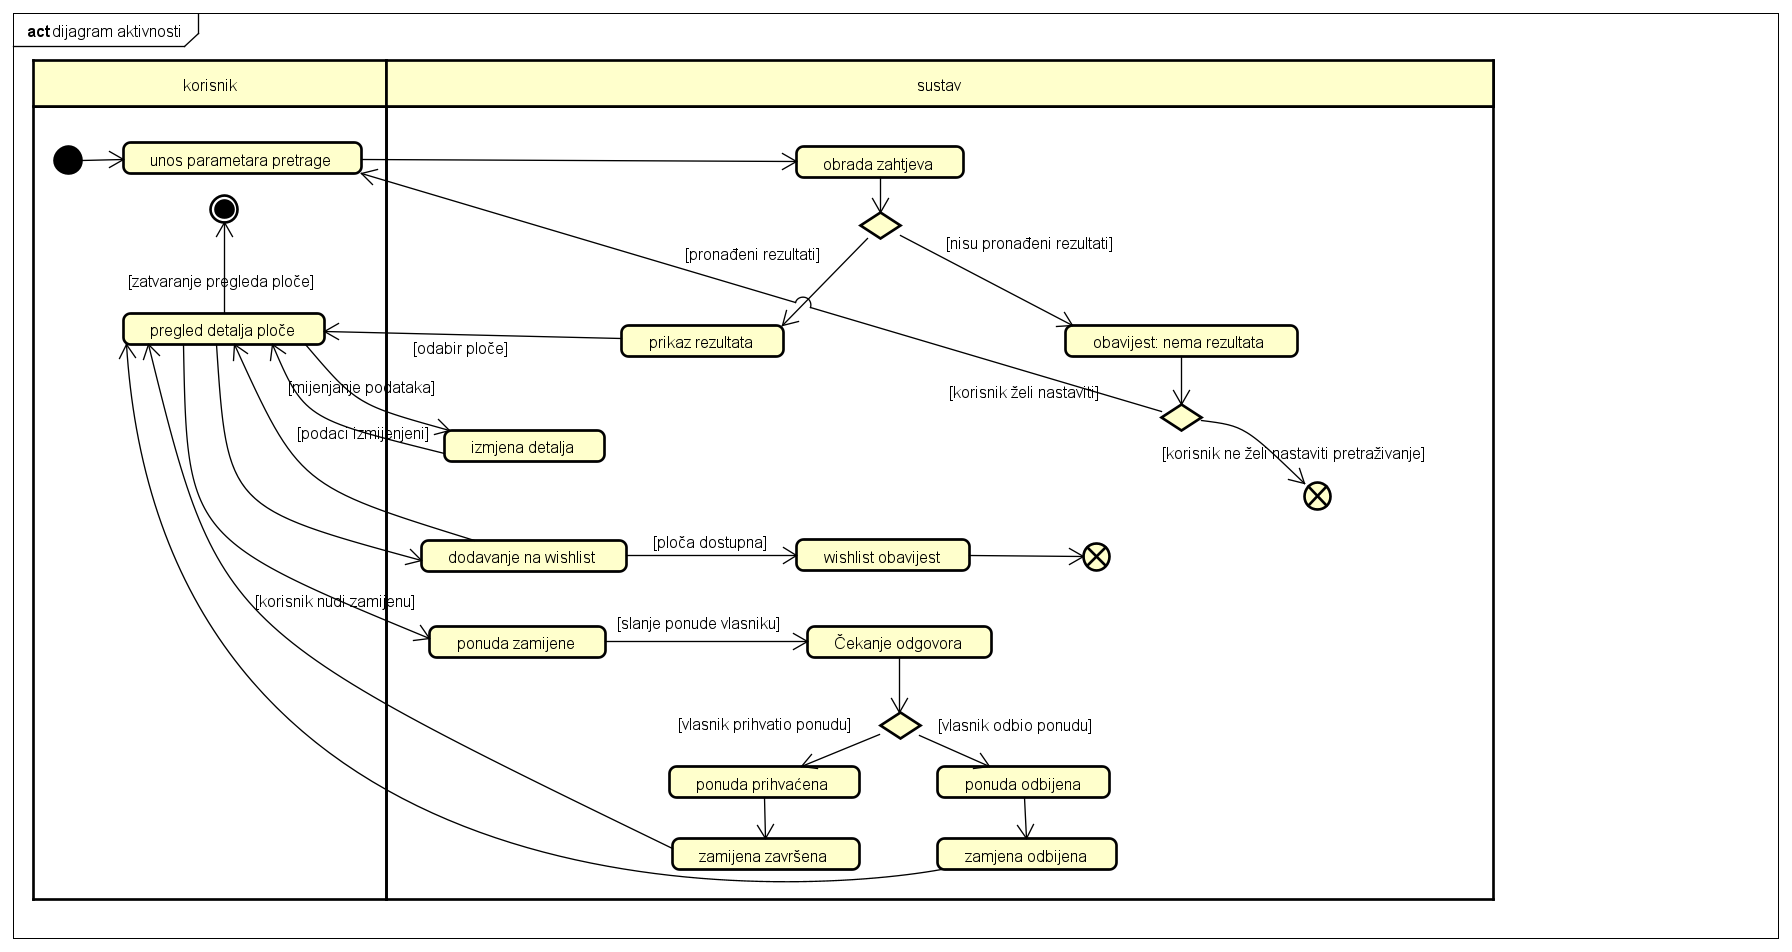 act dijagram aktivnosti
korisnik
sustav
unos parametara pretrage
obrada zahtjeva
[nisu pronađeni rezultati]
[pronađeni rezultati]
[zatvaranje pregleda ploče]
pregled detalja ploče
[odabir ploče]
prikaz rezultata
obavijest: nema rezultata
[mijenjanje podataka]
[korisnik želi nastaviti]
[podaci izmijenjeni]
izmjena detalja
[korisnik ne želi nastaviti pretraživanje]
dodavanje na wishlist
[ploča dostupna]
wishlist obavijest
[korisnik nudi zamijenu]
ponuda zamijene
[slanje ponude vlasniku]
Čekanje odgovora
[vlasnik prihvatio ponudu]
[vlasnik odbio ponudu]
ponuda prihvaćena
ponuda odbijena
zamijena završena
zamjena odbijena